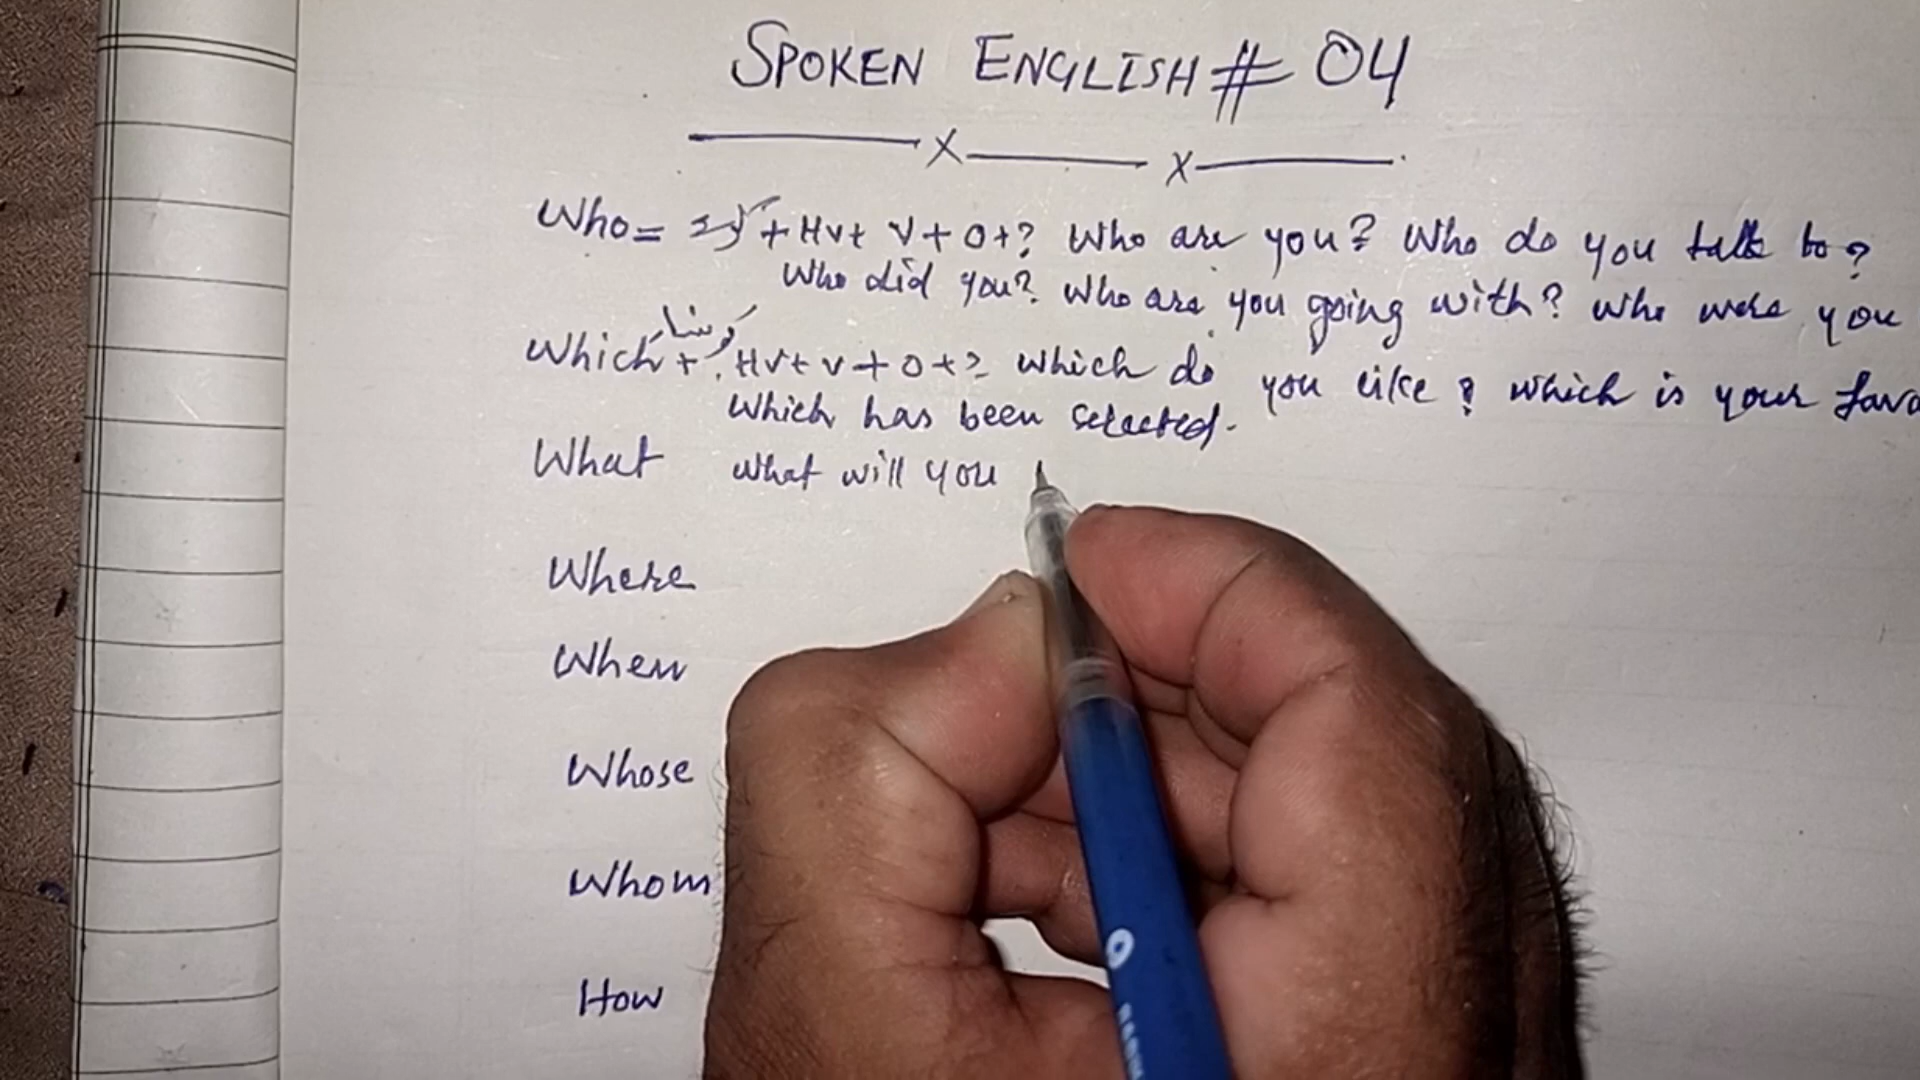 SPOKEN ENGLISH # 04
x x
Who = + Hv + V + O + ? Who are you? Who do you talk to?
Who did you? Who are you going with? Who were you
کونسا
Which + Hv + v + O + ? which do you like? which is your favo
Which has been selected.
What what will you
Where
When
Whose
Whom
How